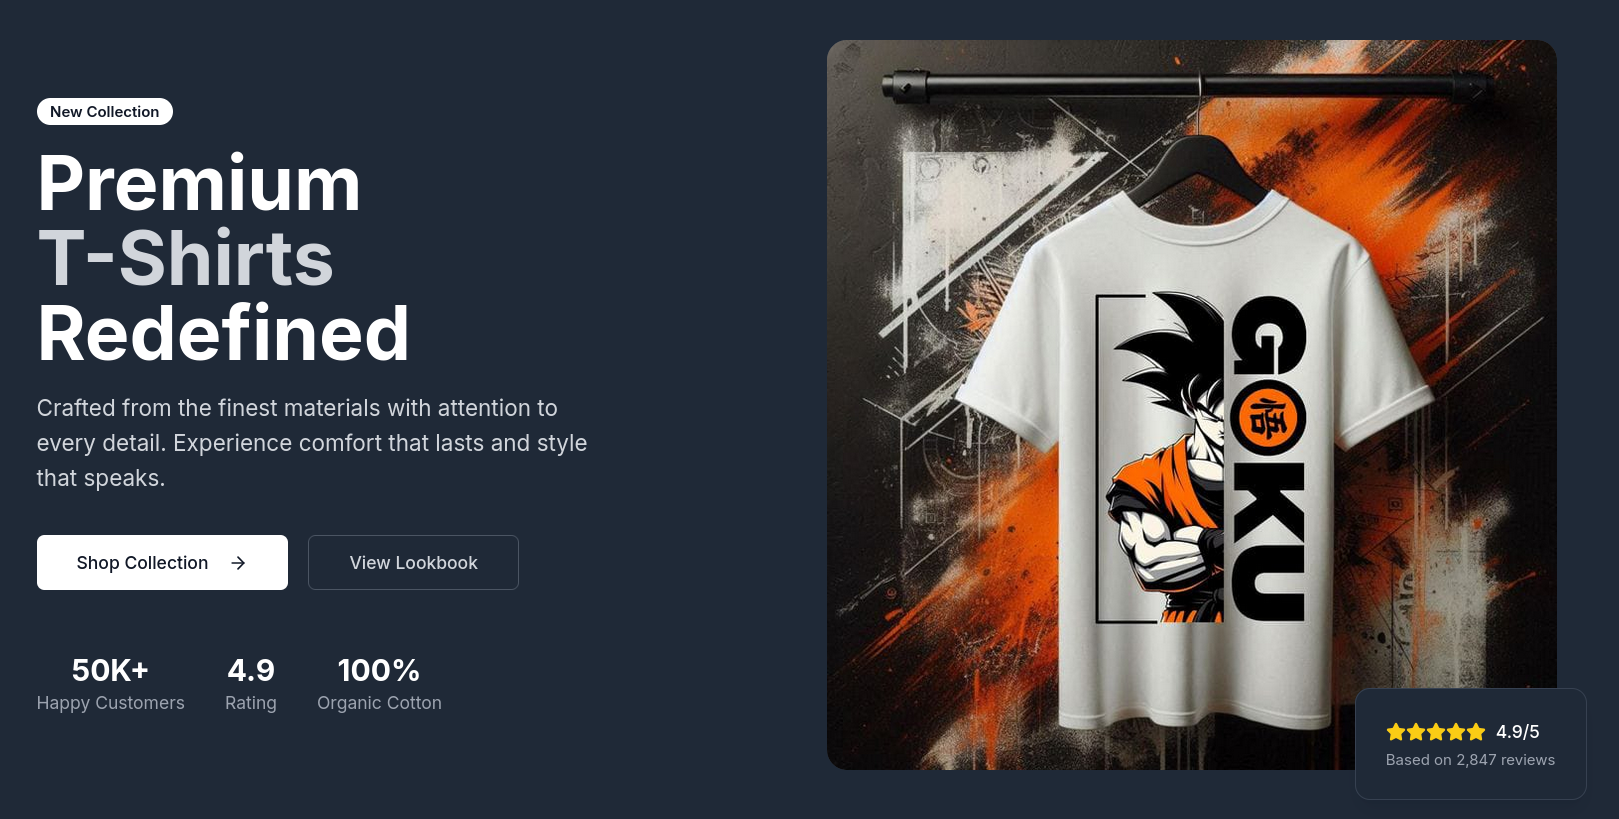 New Collection
Premium
T-Shirts
Redefined
Crafted from the finest materials with attention to
every detail. Experience comfort that lasts and style
that speaks.
Shop Collection
View Lookbook
50K+
Happy Customers
4.9
Rating
100%
Organic Cotton
GOKU
悟
4.9/5
Based on 2,847 reviews